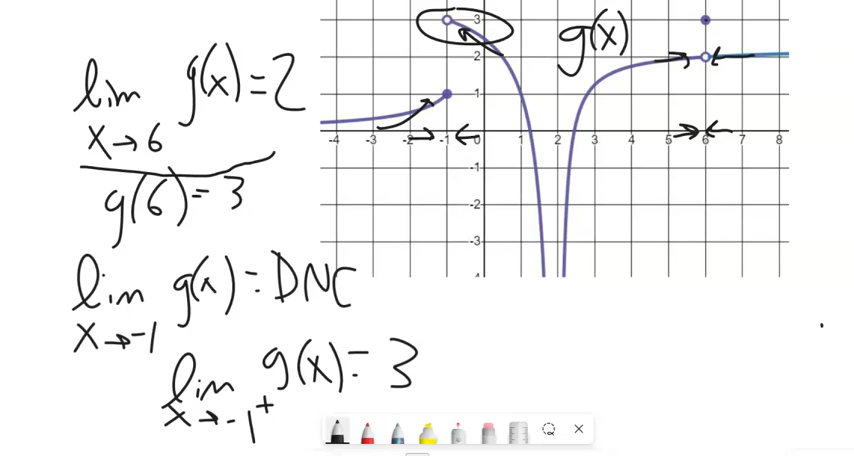 lim g(x)=2
x→6
g(6)=3
lim g(x)=DNE
x→-1
lim g(x)=3
x→-1⁺
g(x)
3
2
1
-4 -3 -2 -1 0 1 2 3 4 5 6 7 8
-1
-2
-3
-4